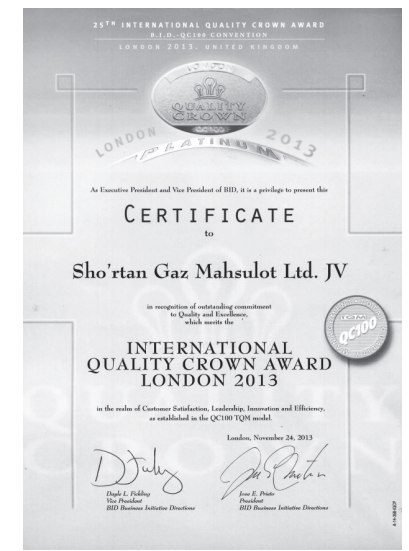 25TH INTERNATIONAL QUALITY CROWN AWARD
B.I.D.-QC100 CONVENTION
LONDON 2013, UNITED KINGDOM
QUALITY
CROWN
QC100
LONDON PLATINUM 2013
As Executive President and Vice President of BID, it is a privilege to present this
CERTIFICATE
to
Sho'rtan Gaz Mahsulot Ltd. JV
in recognition of outstanding commitment
to Quality and Excellence,
which merits the
TQM
QC100
INTERNATIONAL
QUALITY CROWN AWARD
LONDON 2013
in the realm of Customer Satisfaction, Leadership, Innovation and Efficiency,
as established in the QC100 TQM model.
London, November 24, 2013
Dayle L. Fielding
Vice President
BID Business Initiative Directions
Jose E. Prieto
President
BID Business Initiative Directions